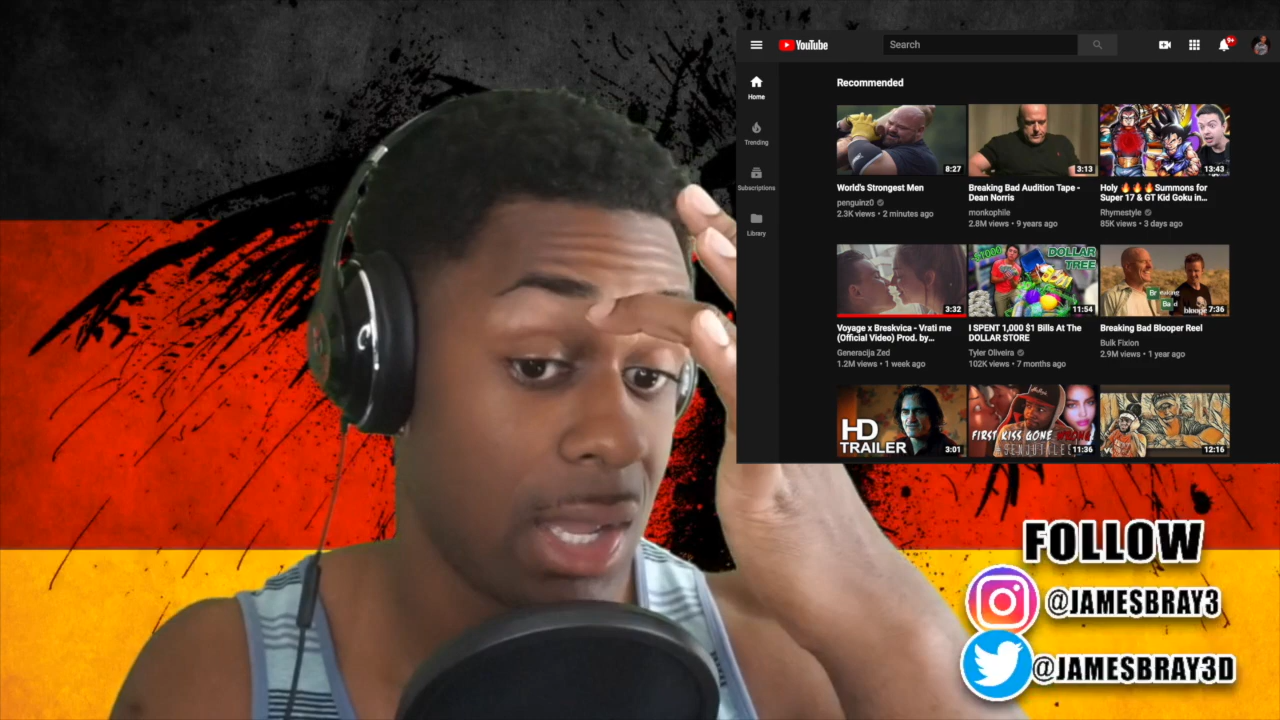 YouTube
Search
9+
Home
Trending
Subscriptions
Library
Recommended
8:27
3:13
13:43
World's Strongest Men
penguinz0
2.3K views • 2 minutes ago
Breaking Bad Audition Tape -
Dean Norris
monkophile
2.8M views • 9 years ago
Holy 🔥🔥🔥Summons for
Super 17 & GT Kid Goku in...
Rhymestyle
85K views • 3 days ago
$1000
DOLLAR
TREE
Breaking
Bad
bloope
3:32
11:54
7:36
Voyage x Breskvica - Vrati me
(Official Video) Prod. by...
Generacija Zed
1.2M views • 1 week ago
I SPENT 1,000 $1 Bills At The
DOLLAR STORE
Tyler Oliveira
102K views • 7 months ago
Breaking Bad Blooper Reel
Bulk Fixion
2.9M views • 1 year ago
HD
TRAILER
3:01
FIRST KISS GONE WRONG
11:36
12:16
FOLLOW
@JAMESBRAY3
@JAMESBRAY3D